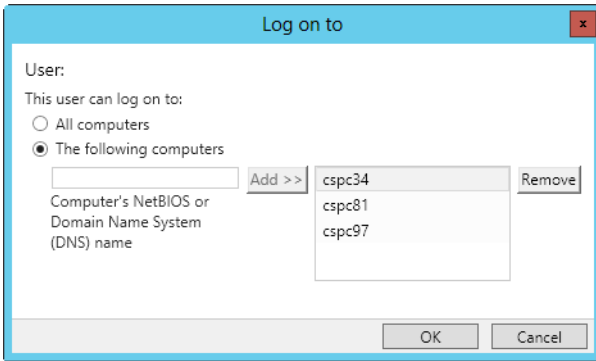 Log on to
x
User:
This user can log on to:
All computers
The following computers
Add >>
cspc34
Remove
Computer's NetBIOS or
Domain Name System
(DNS) name
cspc81
cspc97
OK
Cancel